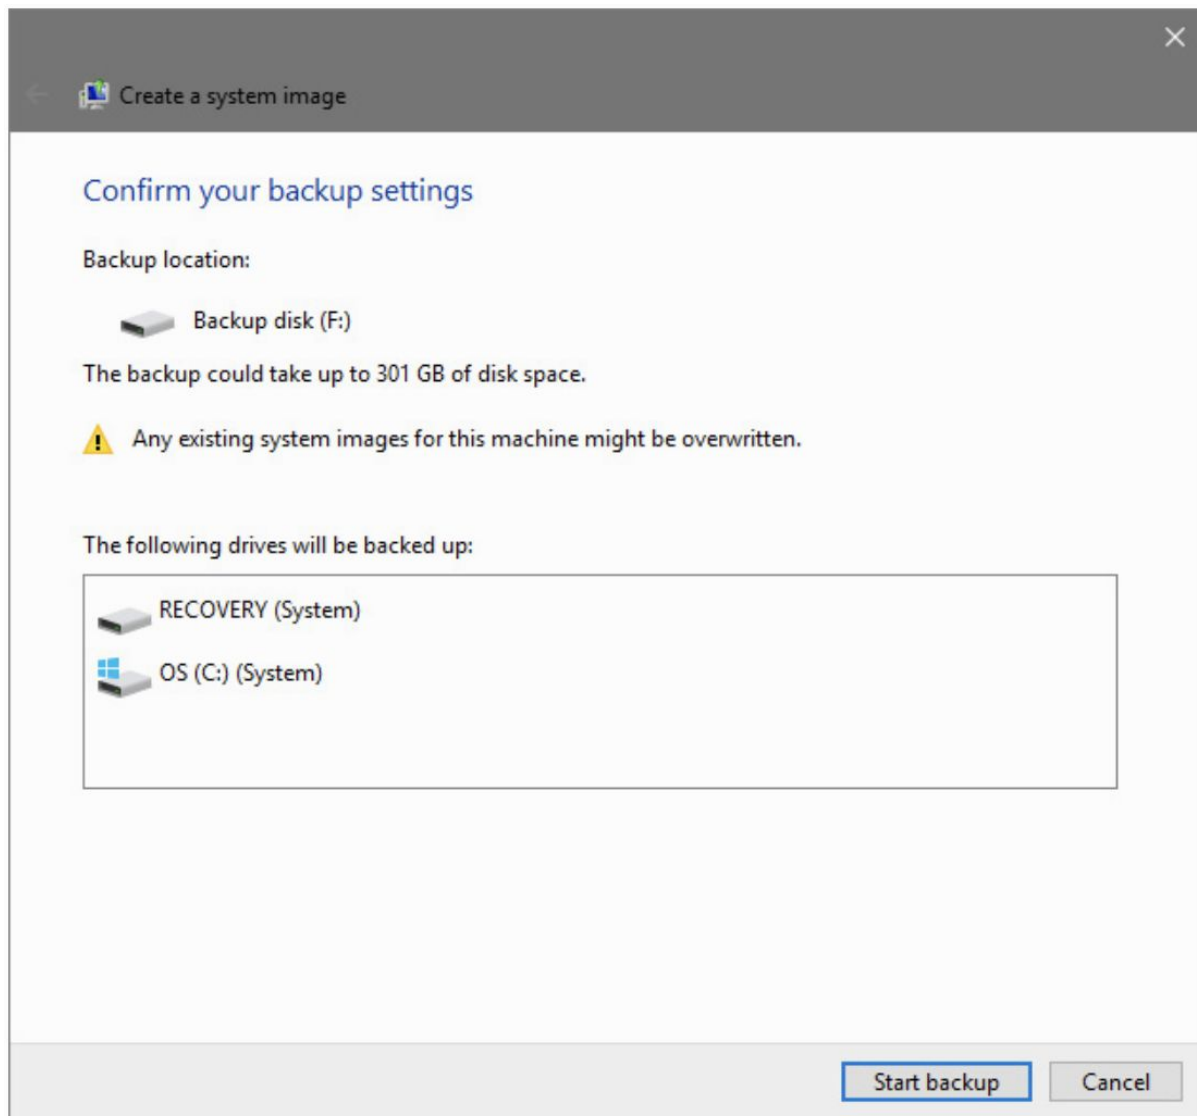 Create a system image
Confirm your backup settings
Backup location:
Backup disk (F:)
The backup could take up to 301 GB of disk space.
Any existing system images for this machine might be overwritten.
The following drives will be backed up:
RECOVERY (System)
OS (C:) (System)
Start backup
Cancel